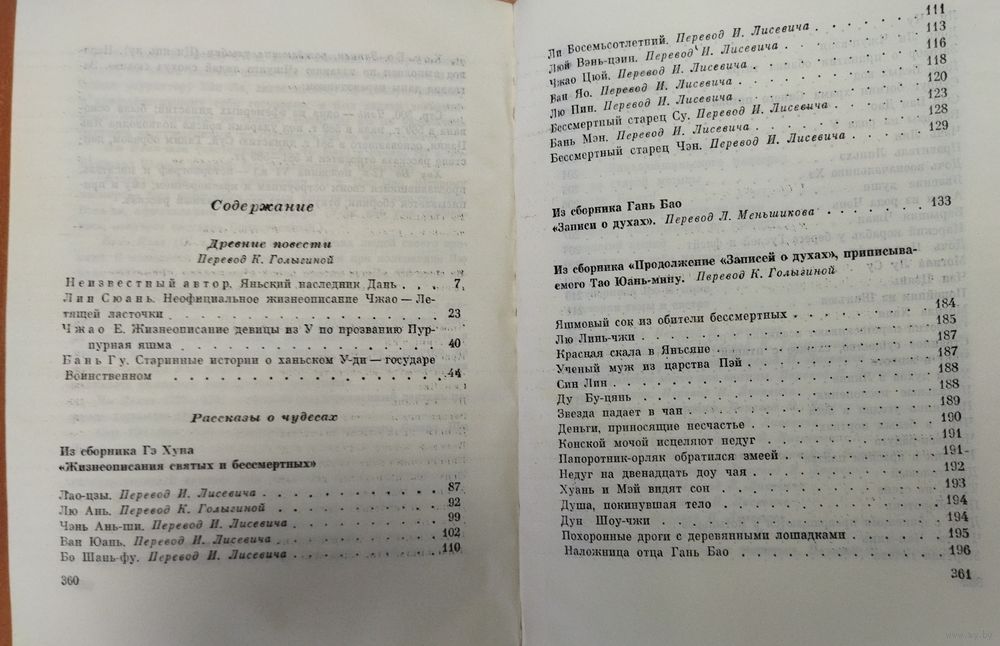 Содержание
Древние повести
Перевод К. Голыгиной
Неизвестный автор. Яньский наследник Дань . . . 7
Лин Сюань. Неофициальное жизнеописание Чжао — Ле-
тящей ласточки . . . . . . . . . . . . . . 23
Чжао Е. Жизнеописание девицы из У по прозванию Пур-
пурная яшма . . . . . . . . . . . . . . 40
Бань Гу. Старинные истории о ханьском У-ди — государе
Воинственном . . . . . . . . . . . . . . 44
Рассказы о чудесах
Из сборника Гэ Хуна
«Жизнеописания святых и бессмертных»
Лао-цзы. Перевод И. Лисевича . . . . . . . . . 87
Лю Ань. Перевод К. Голыгиной . . . . . . . . . 92
Чэнь Ань-ши. Перевод И. Лисевича . . . . . . . . 99
Ван Юань. Перевод И. Лисевича . . . . . . . . . 102
Бо Шань-фу. Перевод И. Лисевича . . . . . . . . 110
360
Ли Восемьсотлетний. Перевод И. Лисевича . . . . . 111
Люй Вэнь-цзин. Перевод И. Лисевича . . . . . . . 113
Чжао Цюй. Перевод И. Лисевича . . . . . . . . 116
Ван Яо. Перевод И. Лисевича . . . . . . . . . 118
Лю Пин. Перевод И. Лисевича . . . . . . . . . 120
Бессмертный старец Су. Перевод И. Лисевича . . . . 123
Бань Мэн. Перевод И. Лисевича . . . . . . . . 128
Бессмертный старец Чэн. Перевод И. Лисевича . . . . 129
Из сборника Гань Бао
«Записи о духах». Перевод Л. Меньшикова . . . . . 133
Из сборника «Продолжение «Записей о духах», приписыва-
емого Тао Юань-мину. Перевод К. Голыгиной
Яшмовый сок из обители бессмертных . . . . . . . 184
Лю Линь-чжи . . . . . . . . . . . . . . 185
Красная скала в Яньсяне . . . . . . . . . . . 187
Ученый муж из царства Пэй . . . . . . . . . . 187
Син Лин . . . . . . . . . . . . . . . . 188
Ду Бу-цянь . . . . . . . . . . . . . . . 188
Звезда падает в чан . . . . . . . . . . . . 189
Деньги, приносящие несчастье . . . . . . . . . 190
Конской мочой исцеляют недуг . . . . . . . . . 191
Папоротник-орляк обратился змеей . . . . . . . . 191
Недуг на двенадцать доу чая . . . . . . . . . . 192
Хуань и Мэй видят сон . . . . . . . . . . . 193
Душа, покинувшая тело . . . . . . . . . . . 194
Дун Шоу-чжи . . . . . . . . . . . . . . 194
Похоронные дроги с деревянными лошадками . . . . . 195
Наложница отца Гань Бао . . . . . . . . . . 196
361
www.ay.by